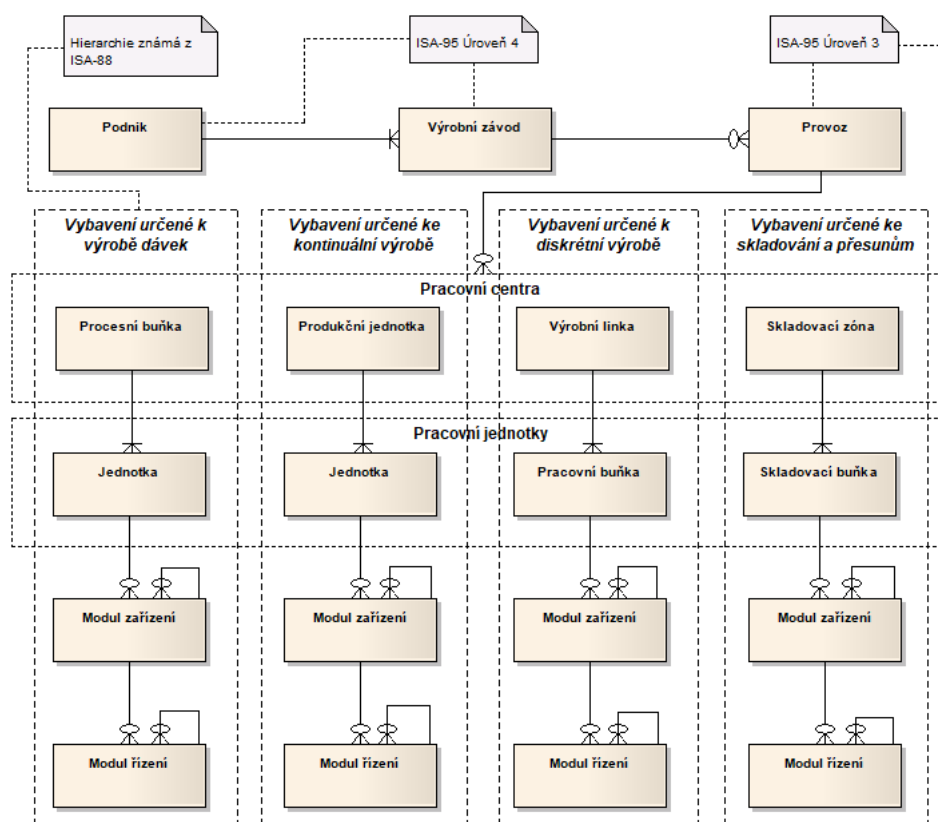 Hierarchie známá z
ISA-88
ISA-95 Úroveň 4
ISA-95 Úroveň 3
Podnik
Výrobní závod
Provoz
Vybavení určené k
výrobě dávek
Vybavení určené ke
kontinuální výrobě
Vybavení určené k
diskrétní výrobě
Vybavení určené ke
skladování a přesunům
Pracovní centra
Procesní buňka
Produkční jednotka
Výrobní linka
Skladovací zóna
Pracovní jednotky
Jednotka
Jednotka
Pracovní buňka
Skladovací buňka
Modul zařízení
Modul zařízení
Modul zařízení
Modul zařízení
Modul řízení
Modul řízení
Modul řízení
Modul řízení